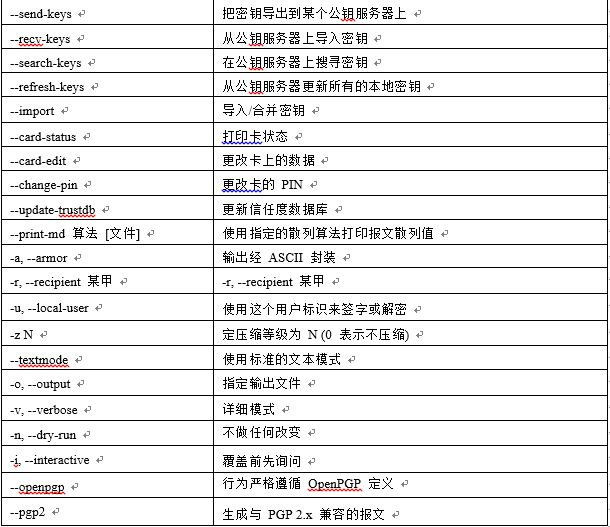 --send-keys 把密钥导出到某个公钥服务器上
--recv-keys 从公钥服务器上导入密钥
--search-keys 在公钥服务器上搜寻密钥
--refresh-keys 从公钥服务器更新所有的本地密钥
--import 导入/合并密钥
--card-status 打印卡状态
--card-edit 更改卡上的数据
--change-pin 更改卡的 PIN
--update-trustdb 更新信任度数据库
--print-md 算法 [文件] 使用指定的散列算法打印报文散列值
-a, --armor 输出经 ASCII 封装
-r, --recipient 某甲 -r, --recipient 某甲
-u, --local-user 使用这个用户标识来签字或解密
-z N 定压缩等级为 N (0 表示不压缩)
--textmode 使用标准的文本模式
-o, --output 指定输出文件
-v, --verbose 详细模式
-n, --dry-run 不做任何改变
-i, --interactive 覆盖前先询问
--openpgp 行为严格遵循 OpenPGP 定义
--pgp2 生成与 PGP 2.x 兼容的报文